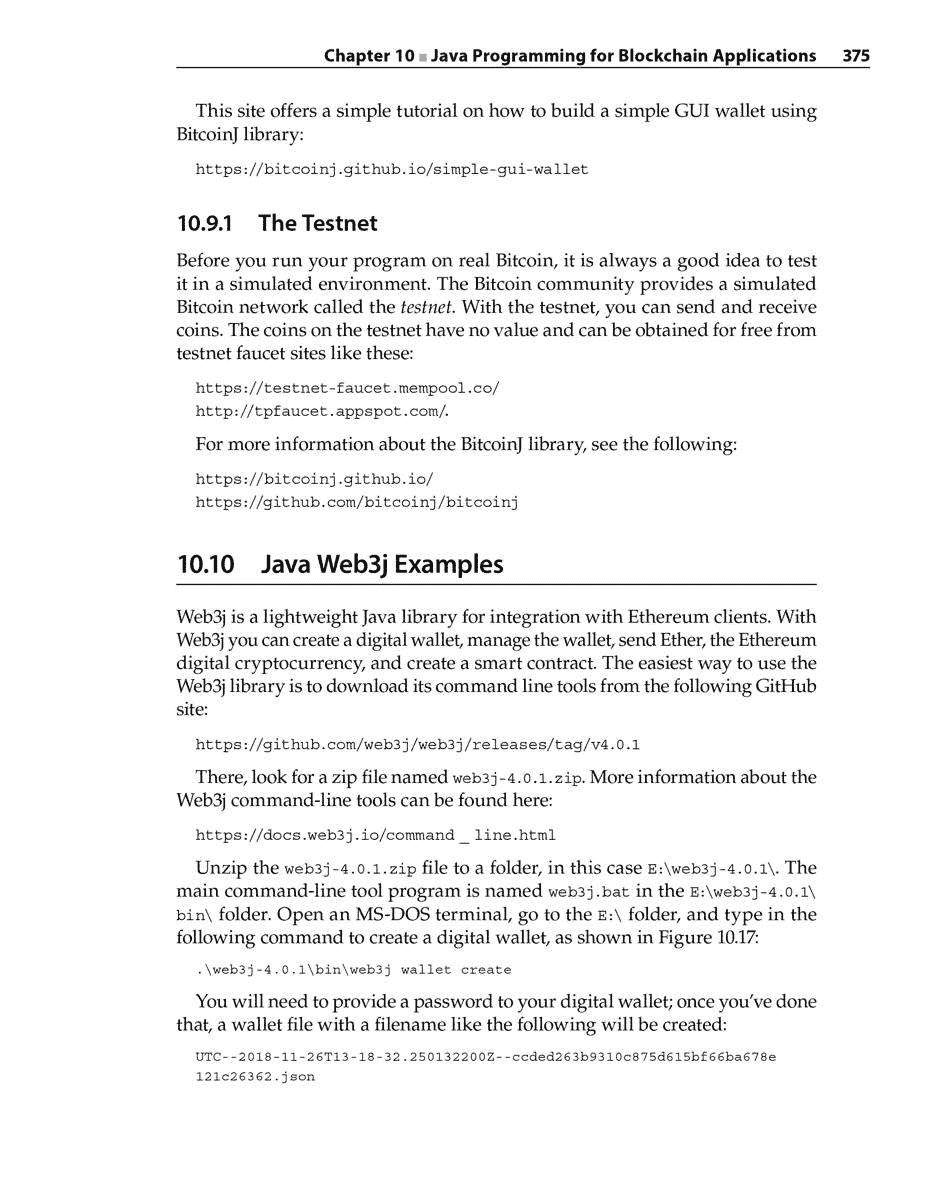 Chapter 10 ■ Java Programming for Blockchain Applications 375
This site offers a simple tutorial on how to build a simple GUI wallet using
BitcoinJ library:
https://bitcoinj.github.io/simple-gui-wallet
10.9.1 The Testnet
Before you run your program on real Bitcoin, it is always a good idea to test
it in a simulated environment. The Bitcoin community provides a simulated
Bitcoin network called the testnet. With the testnet, you can send and receive
coins. The coins on the testnet have no value and can be obtained for free from
testnet faucet sites like these:
https://testnet-faucet.mempool.co/
http://tpfaucet.appspot.com/.
For more information about the BitcoinJ library, see the following:
https://bitcoinj.github.io/
https://github.com/bitcoinj/bitcoinj
10.10 Java Web3j Examples
Web3j is a lightweight Java library for integration with Ethereum clients. With
Web3j you can create a digital wallet, manage the wallet, send Ether, the Ethereum
digital cryptocurrency, and create a smart contract. The easiest way to use the
Web3j library is to download its command line tools from the following GitHub
site:
https://github.com/web3j/web3j/releases/tag/v4.0.1
There, look for a zip file named web3j-4.0.1.zip. More information about the
Web3j command-line tools can be found here:
https://docs.web3j.io/command _ line.html
Unzip the web3j-4.0.1.zip file to a folder, in this case E:\web3j-4.0.1\. The
main command-line tool program is named web3j.bat in the E:\web3j-4.0.1\
bin\ folder. Open an MS-DOS terminal, go to the E:\ folder, and type in the
following command to create a digital wallet, as shown in Figure 10.17:
.\web3j-4.0.1\bin\web3j wallet create
You will need to provide a password to your digital wallet; once you've done
that, a wallet file with a filename like the following will be created:
UTC--2018-11-26T13-18-32.250132200Z--ccded263b9310c875d615bf66ba678e
121c26362.json